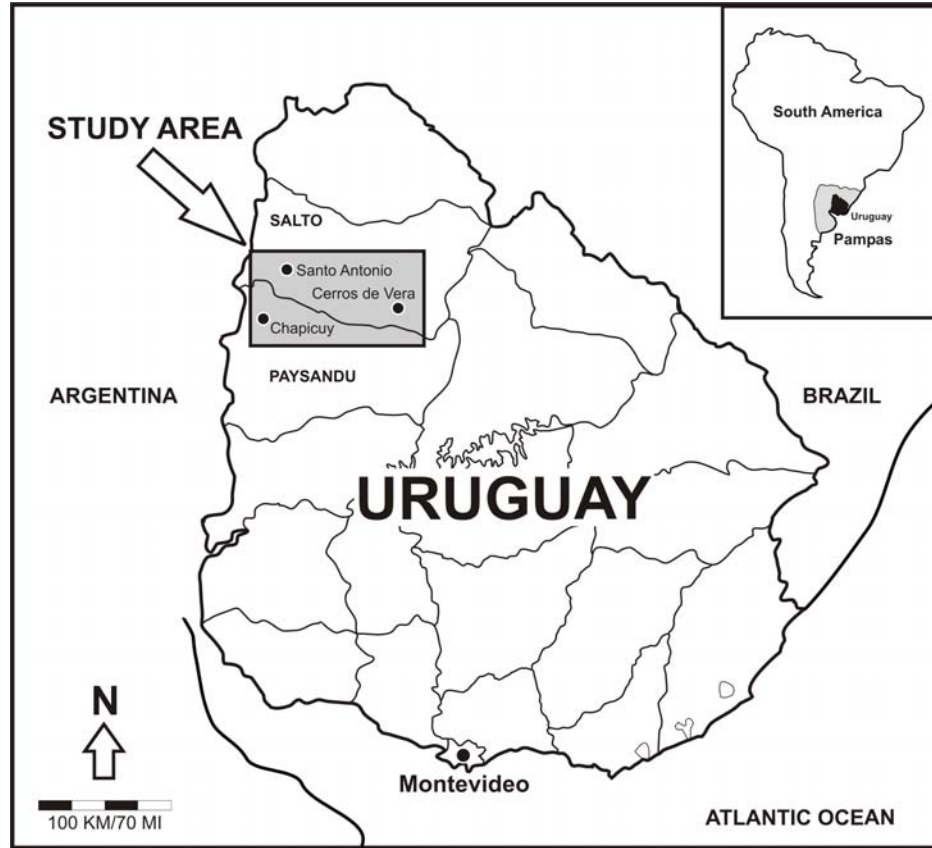 South America
Uruguay
Pampas
STUDY AREA
SALTO
Santo Antonio
Cerros de Vera
Chapicuy
PAYSANDU
ARGENTINA
BRAZIL
URUGUAY
N
Montevideo
100 KM/70 MI
ATLANTIC OCEAN